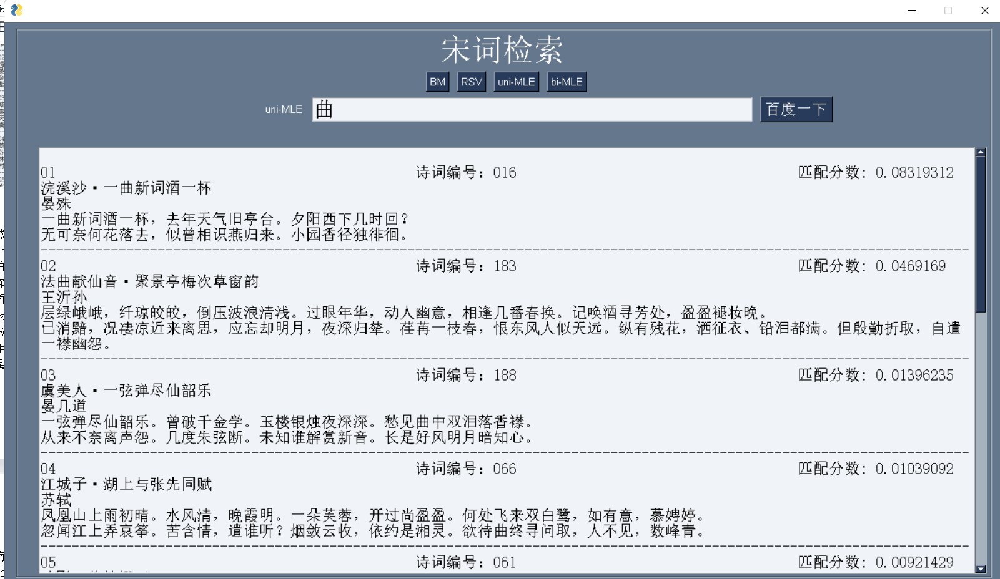 宋词检索
BM RSV uni-MLE bi-MLE
uni-MLE 曲 百度一下
01 诗词编号：016 匹配分数：0.08319312
浣溪沙·一曲新词酒一杯
晏殊
一曲新词酒一杯，去年天气旧亭台。夕阳西下几时回？
无可奈何花落去，似曾相识燕归来。小园香径独徘徊。
02 诗词编号：183 匹配分数：0.0469169
法曲献仙音·聚景亭梅次草窗韵
王沂孙
层绿峨峨，纤琼皎皎，倒压波浪清浅。过眼年华，动人幽意，相逢几番春换。记唤酒寻芳处，盈盈褪妆晚。
已消黯，况凄凉近来离思，应忘却明月，夜深归辇。荏苒一枝春，恨东风人似天远。纵有残花，洒征衣、铅泪都满。但殷勤折取，自遣
一襟幽怨。
03 诗词编号：188 匹配分数：0.01396235
虞美人·一弦弹尽仙韶乐
晏几道
一弦弹尽仙韶乐。曾破千金学。玉楼银烛夜深深。愁见曲中双泪落香襟。
从来不奈离声怨。几度朱弦断。未知谁解赏新音。长是好风明月暗知心。
04 诗词编号：066 匹配分数：0.01039092
江城子·湖上与张先同赋
苏轼
凤凰山上雨初晴。水风清，晚霞明。一朵芙蓉，开过尚盈盈。何处飞来双白鹭，如有意，慕娉婷。
忽闻江上弄哀筝。苦含情，遣谁听？烟敛云收，依约是湘灵。欲待曲终寻问取，人不见，数峰青。
05 诗词编号：061 匹配分数：0.00921429